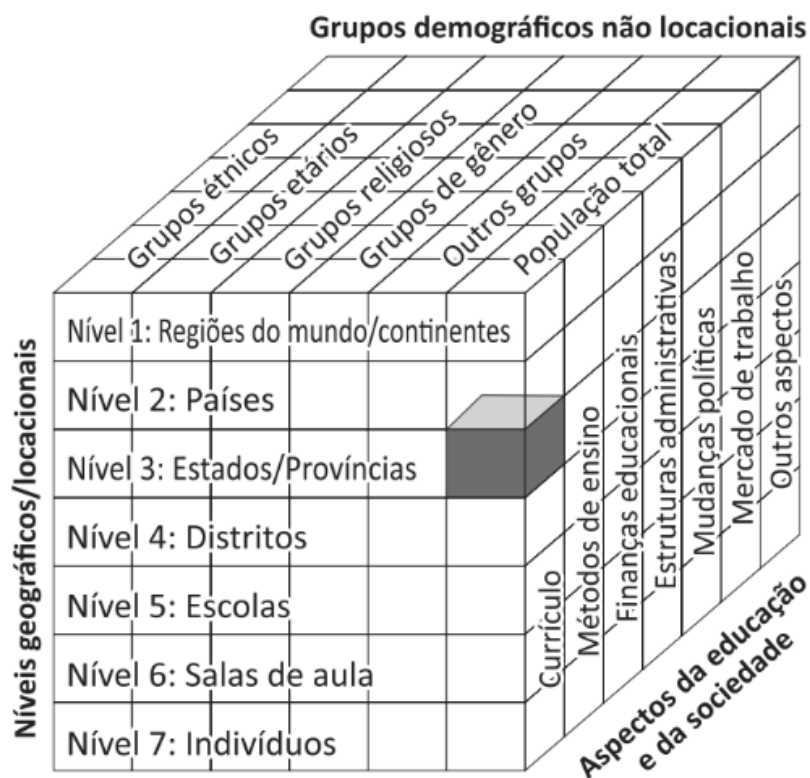 Grupos demográficos não locacionais
Grupos étnicos
Grupos etários
Grupos religiosos
Grupos de gênero
Outros grupos
População total
Níveis geográficos/locacionais
Nível 1: Regiões do mundo/continentes
Nível 2: Países
Nível 3: Estados/Províncias
Nível 4: Distritos
Nível 5: Escolas
Nível 6: Salas de aula
Nível 7: Indivíduos
Currículo
Métodos de ensino
Finanças educacionais
Estruturas administrativas
Mudanças políticas
Mercado de trabalho
Outros aspectos
Aspectos da educação
e da sociedade